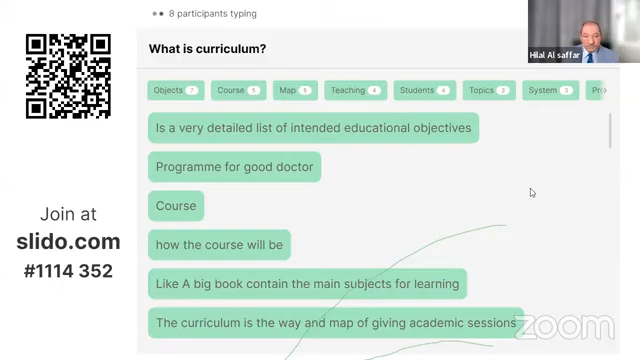 8 participants typing
What is curriculum?
Hilal Al saffar
Objects 7 Course 5 Map 5 Teaching 4 Students 4 Topics 3 System 3
Is a very detailed list of intended educational objectives
Programme for good doctor
Course
how the course will be
Like A big book contain the main subjects for learning
The curriculum is the way and map of giving academic sessions
Join at
slido.com
#1114 352
zoom